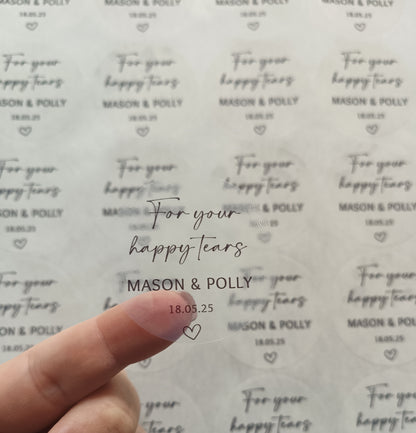 For your
happy tears
MASON & POLLY
18.05.25